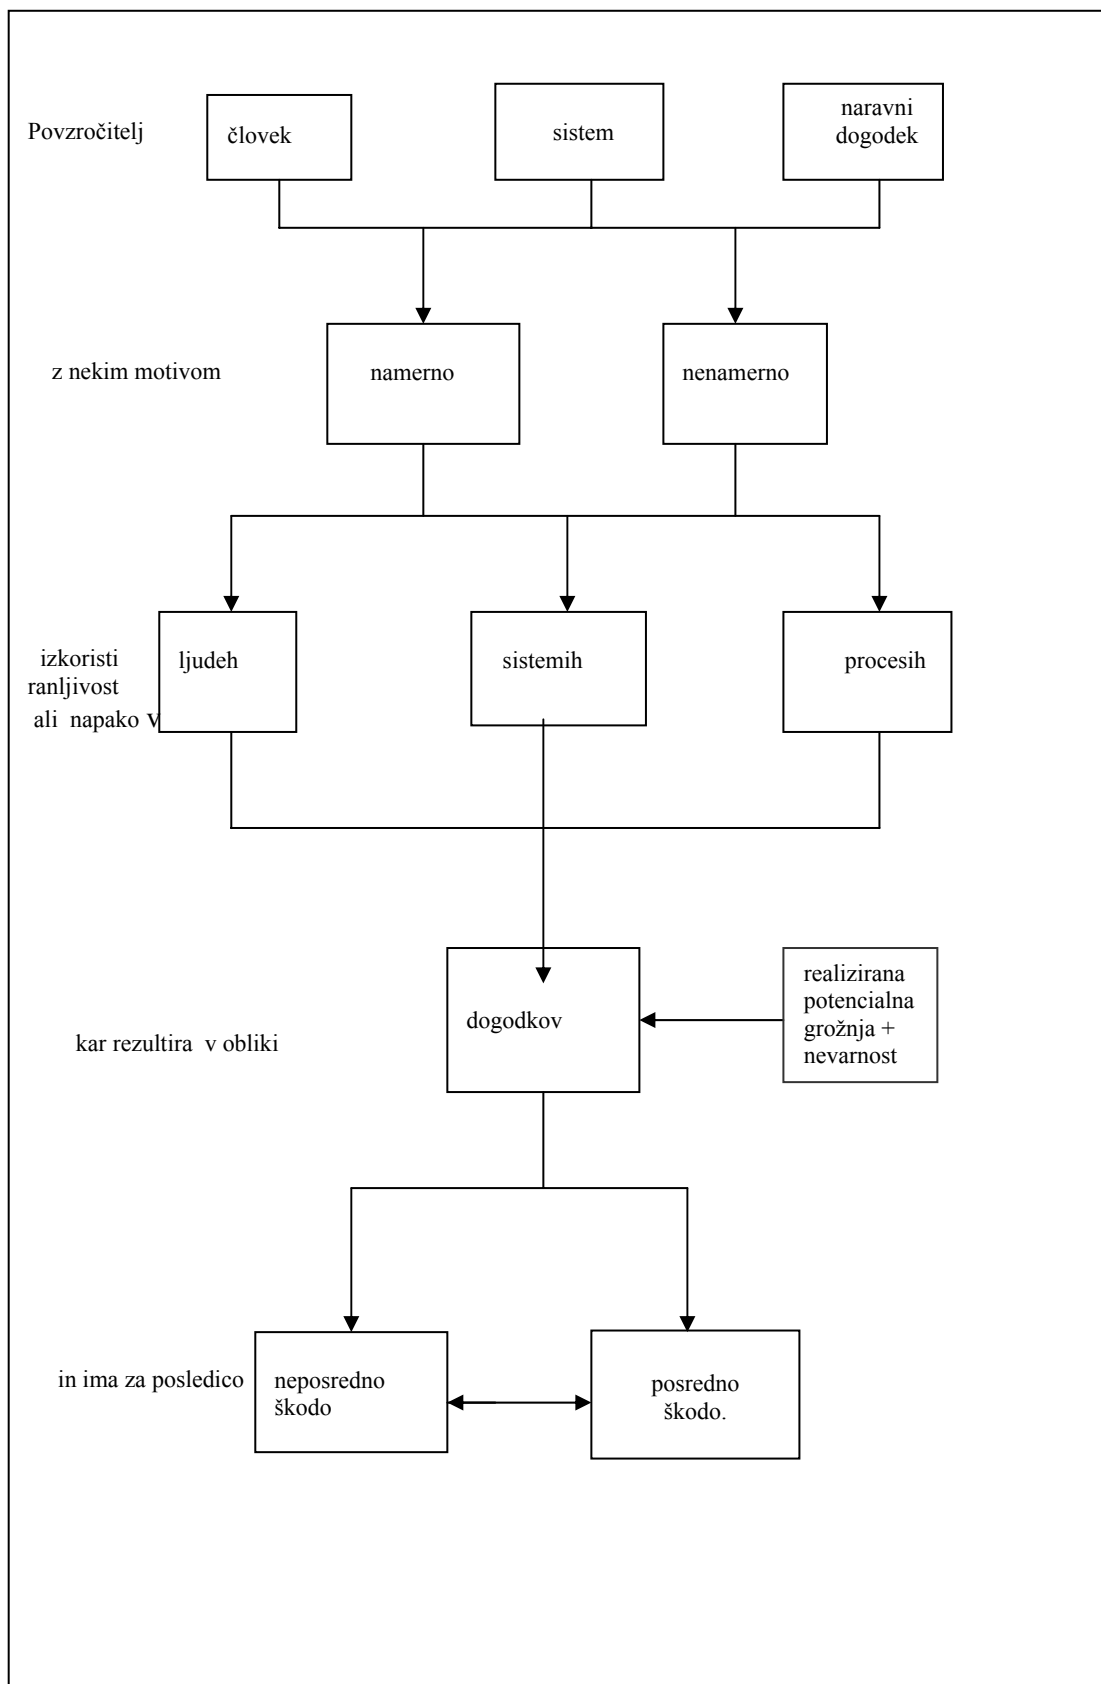 Povzročitelj
človek
sistem
naravni
dogodek
z nekim motivom
namerno
nenamerno
izkoristi
ranljivost
ali napako v
ljudeh
sistemih
procesih
kar rezultira v obliki
dogodkov
realizirana
potencialna
grožnja +
nevarnost
in ima za posledico
neposredno
škodo
posredno
škodo.